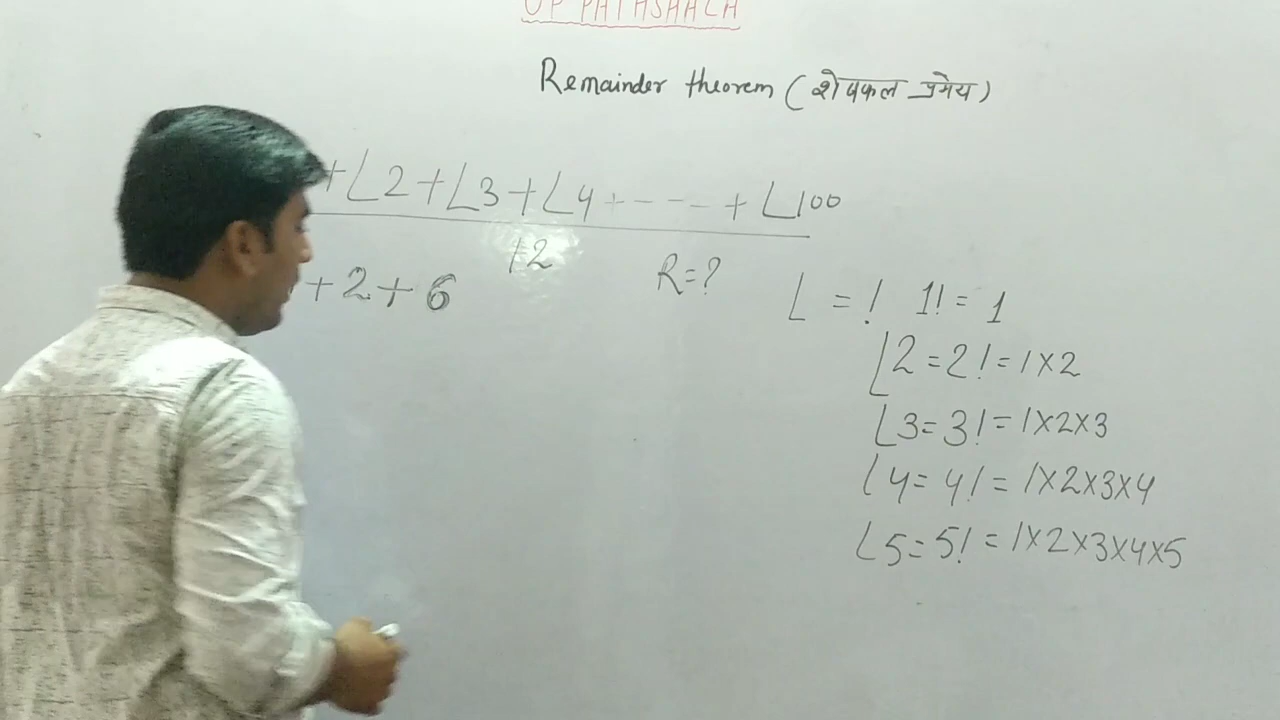 UP PATHSHALA
Remainder theorem (शेषफल प्रमेय)
+∟2+∟3+∟4+----+∟100
12
R=?
+2+6
∟ = ! 1! = 1
∟2=2!=1×2
∟3=3!=1×2×3
∟4=4!=1×2×3×4
∟5=5!=1×2×3×4×5